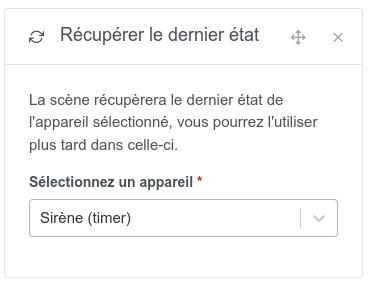 Récupérer le dernier état
La scène récupèrera le dernier état de
l'appareil sélectionné, vous pourrez l'utiliser
plus tard dans celle-ci.
Sélectionnez un appareil *
Sirène (timer)